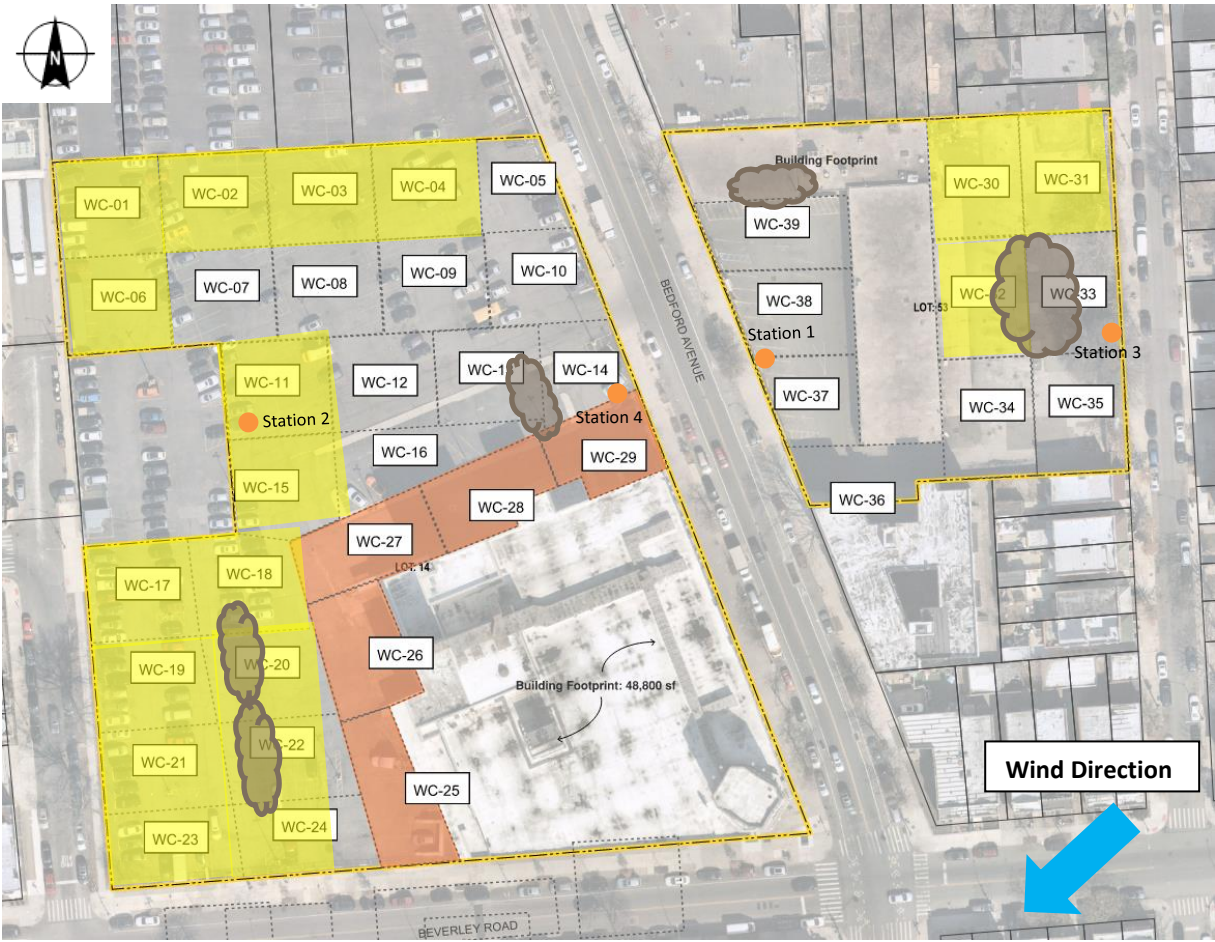 N
WC-01
WC-02
WC-03
WC-04
WC-05
Building Footprint
WC-30
WC-31
WC-39
WC-06
WC-07
WC-08
WC-09
WC-10
BEDFORD AVENUE
WC-38
LOT: 53
WC-33
Station 1
Station 3
WC-11
WC-12
WC-14
WC-37
WC-34
WC-35
Station 2
Station 4
WC-16
WC-29
WC-15
WC-28
WC-36
WC-27
LOT: 14
WC-17
WC-18
WC-26
WC-19
WC-20
Building Footprint: 48,800 sf
WC-21
WC-22
WC-25
Wind Direction
WC-23
WC-24
BEVERLEY ROAD